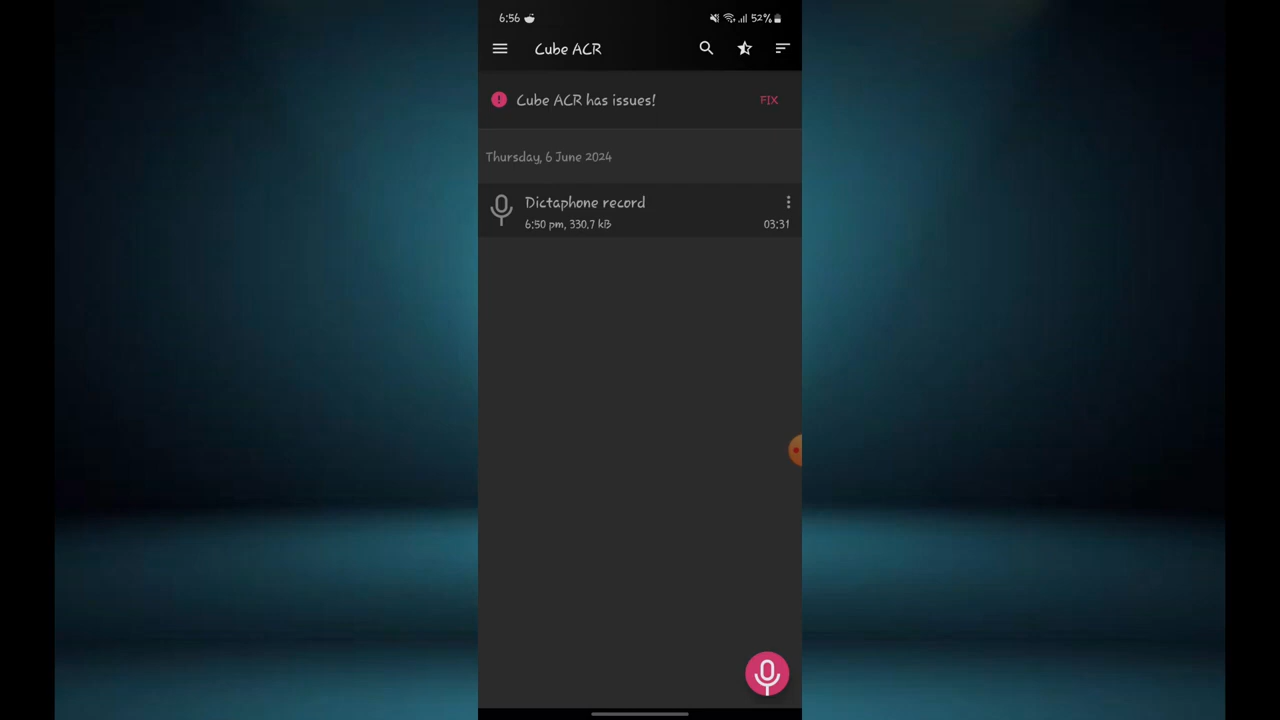 6:56
52%
Cube ACR
Cube ACR has issues!
FIX
Thursday, 6 June 2024
Dictaphone record
6:50 pm, 330,7 kB
03:31